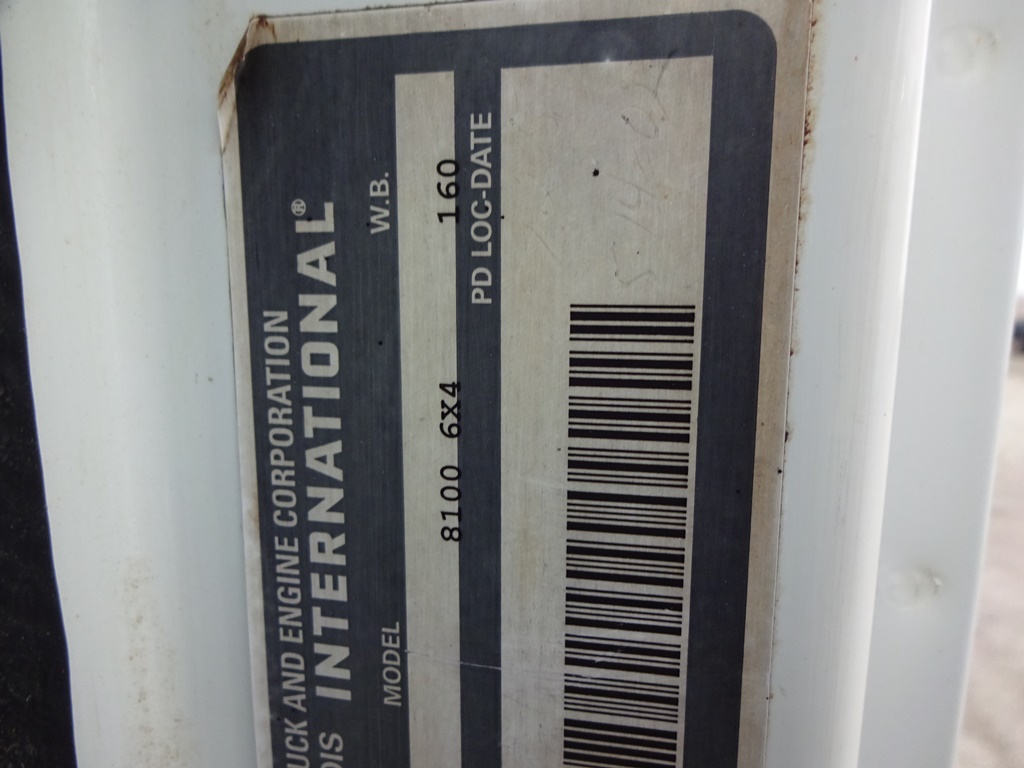 UCK AND ENGINE CORPORATION
OIS INTERNATIONAL®
MODEL W.B.
8100 6X4 160
PD LOC-DATE